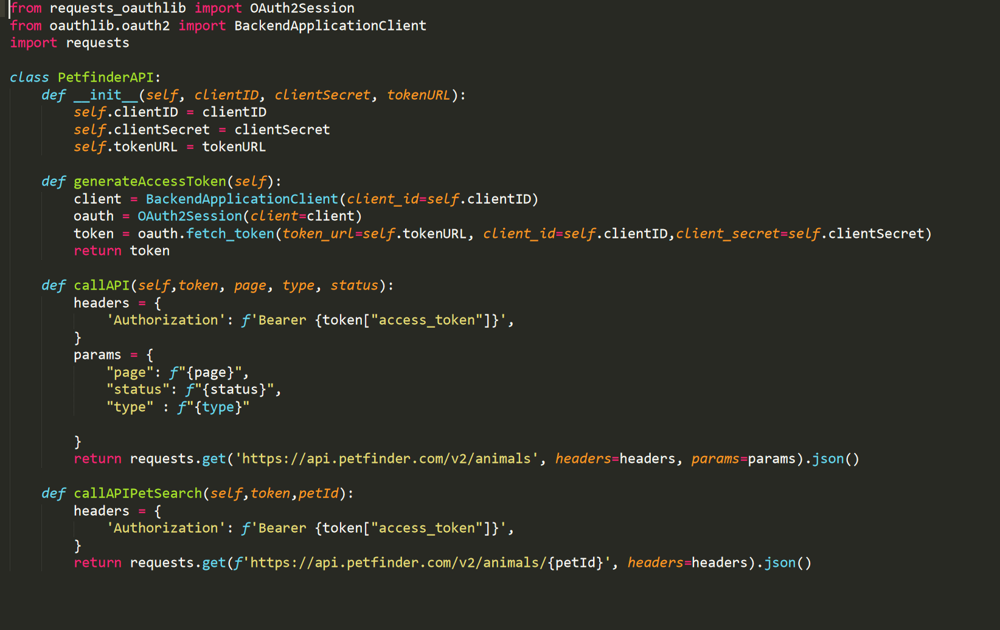 from requests_oauthlib import OAuth2Session
from oauthlib.oauth2 import BackendApplicationClient
import requests
class PetfinderAPI:
    def __init__(self, clientID, clientSecret, tokenURL):
        self.clientID = clientID
        self.clientSecret = clientSecret
        self.tokenURL = tokenURL
    def generateAccessToken(self):
        client = BackendApplicationClient(client_id=self.clientID)
        oauth = OAuth2Session(client=client)
        token = oauth.fetch_token(token_url=self.tokenURL, client_id=self.clientID,client_secret=self.clientSecret)
        return token
    def callAPI(self,token, page, type, status):
        headers = {
            'Authorization': f'Bearer {token["access_token"]}',
        }
        params = {
            "page": f"{page}",
            "status": f"{status}",
            "type" : f"{type}"
        }
        return requests.get('https://api.petfinder.com/v2/animals', headers=headers, params=params).json()
    def callAPIPetSearch(self,token,petId):
        headers = {
            'Authorization': f'Bearer {token["access_token"]}',
        }
        return requests.get(f'https://api.petfinder.com/v2/animals/{petId}', headers=headers).json()